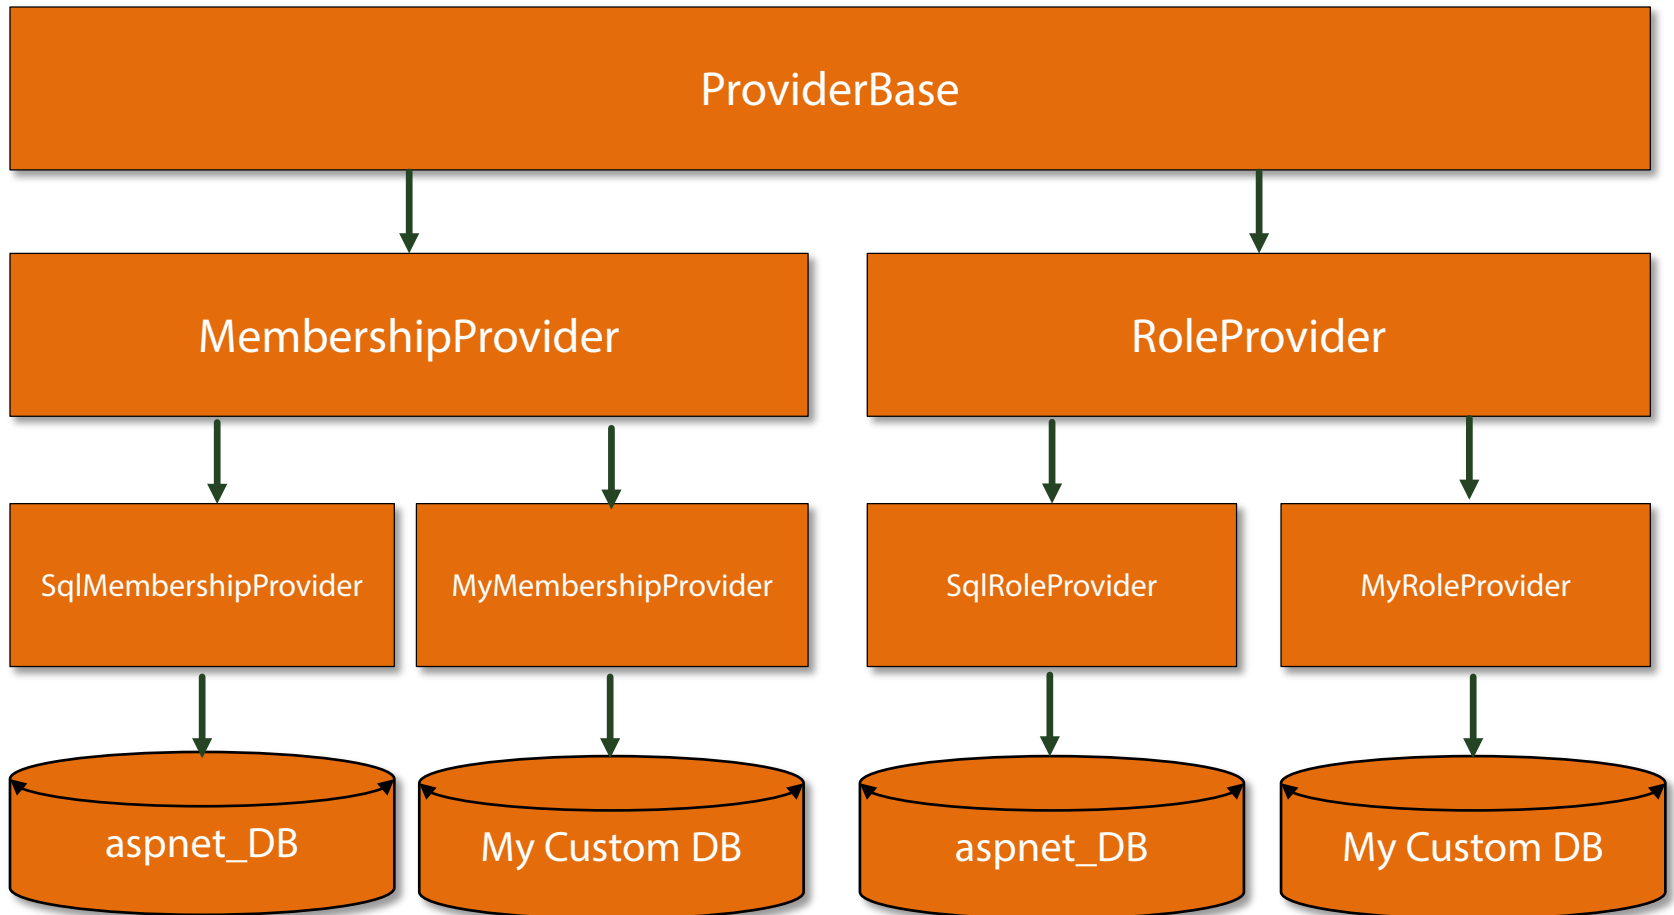 ProviderBase
MembershipProvider
RoleProvider
SqlMembershipProvider
MyMembershipProvider
SqlRoleProvider
MyRoleProvider
aspnet_DB
My Custom DB
aspnet_DB
My Custom DB